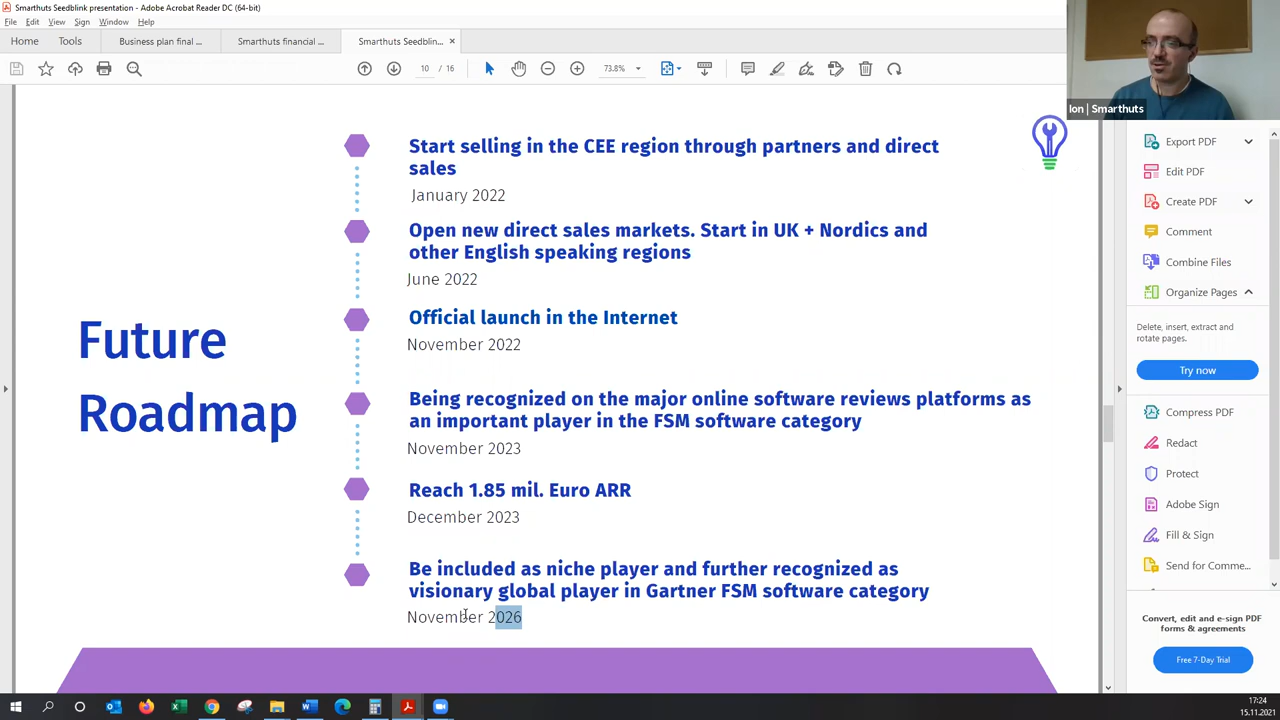 Smarthuts Seedblink presentation - Adobe Acrobat Reader DC (64-bit)
File Edit View Sign Window Help
Home Tools Business plan final ... Smarthuts financial ... Smarthuts Seedblin... ×
10 / 16 73.8%
Ion | Smarthuts
Start selling in the CEE region through partners and direct
sales
January 2022
Open new direct sales markets. Start in UK + Nordics and
other English speaking regions
June 2022
Official launch in the Internet
November 2022
Future
Roadmap
Being recognized on the major online software reviews platforms as
an important player in the FSM software category
November 2023
Reach 1.85 mil. Euro ARR
December 2023
Be included as niche player and further recognized as
visionary global player in Gartner FSM software category
November 2026
Export PDF
Edit PDF
Create PDF
Comment
Combine Files
Organize Pages
Delete, insert, extract and
rotate pages.
Try now
Compress PDF
Redact
Protect
Adobe Sign
Fill & Sign
Send for Comme...
Convert, edit and e-sign PDF
forms & agreements
Free 7-Day Trial
17:24
15.11.2021